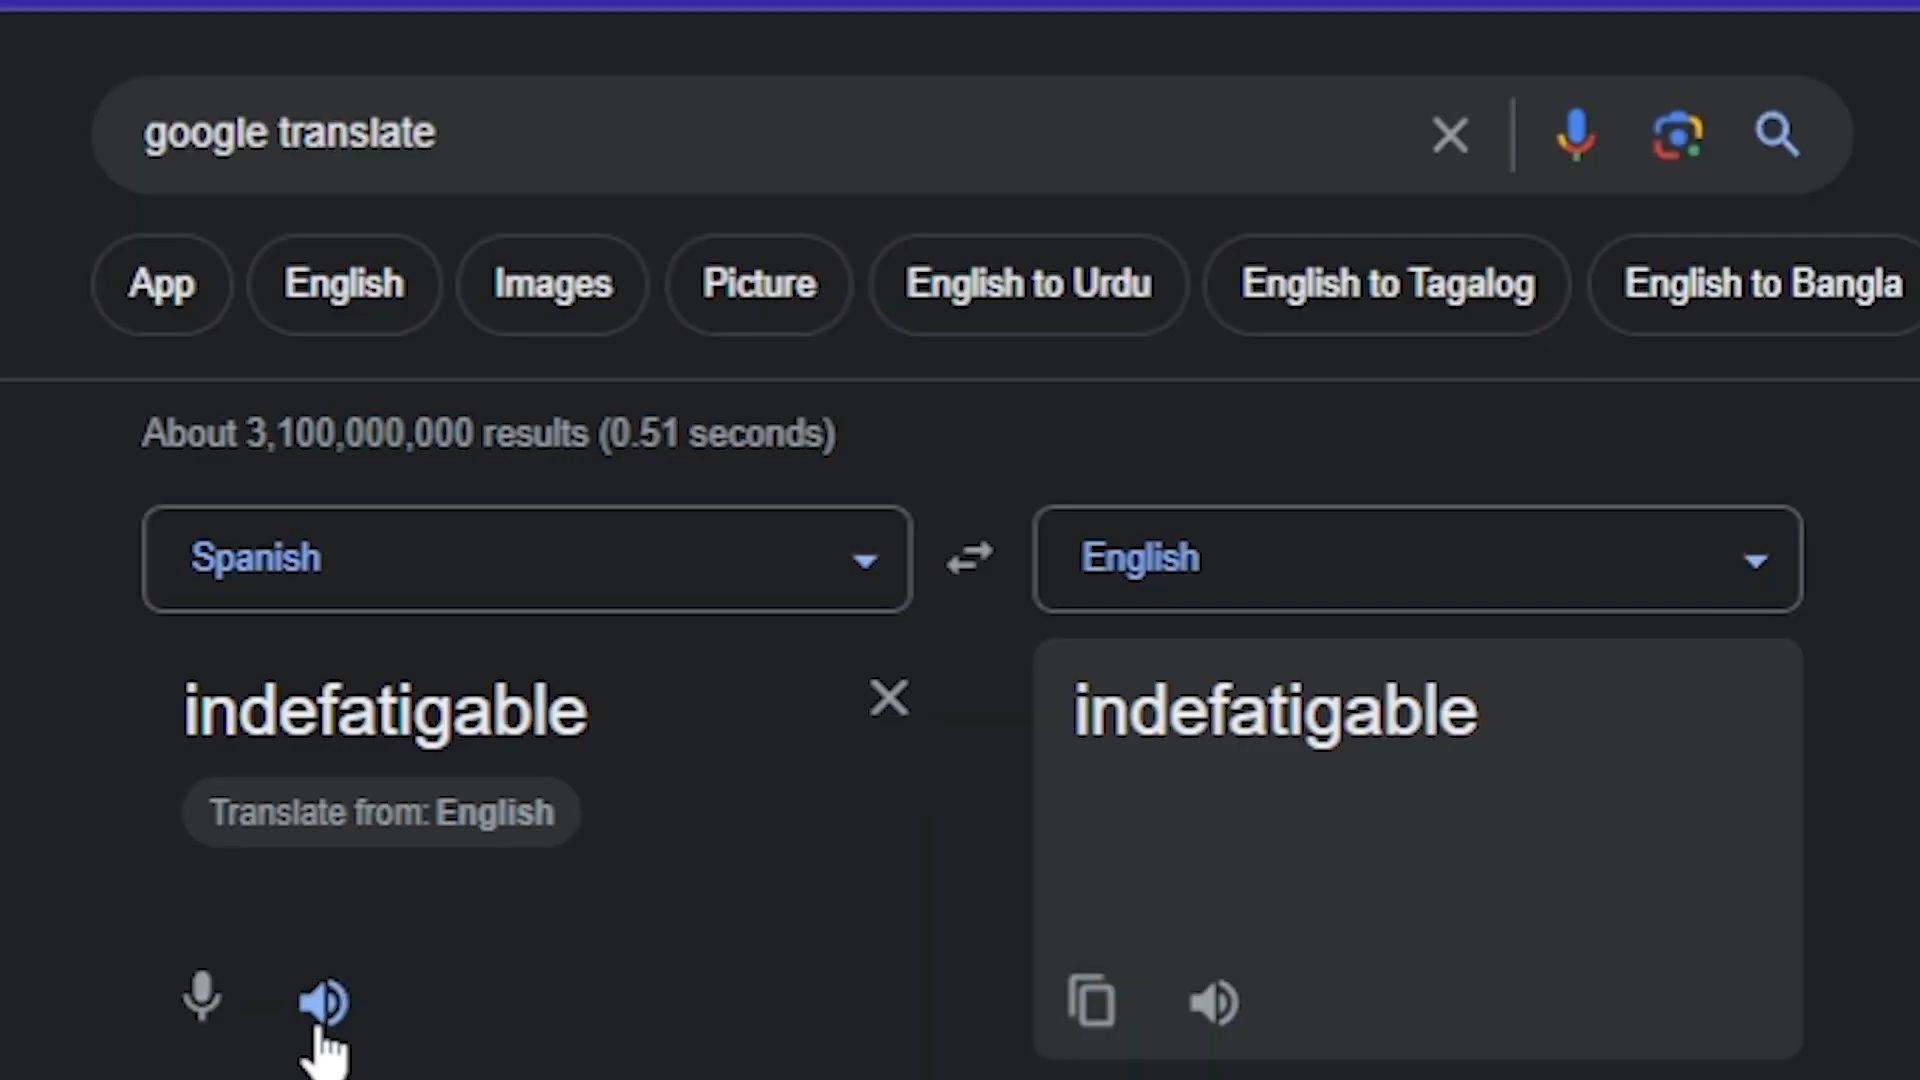 google translate
App English Images Picture English to Urdu English to Tagalog English to Bangla
About 3,100,000,000 results (0.51 seconds)
Spanish English
indefatigable indefatigable
Translate from: English